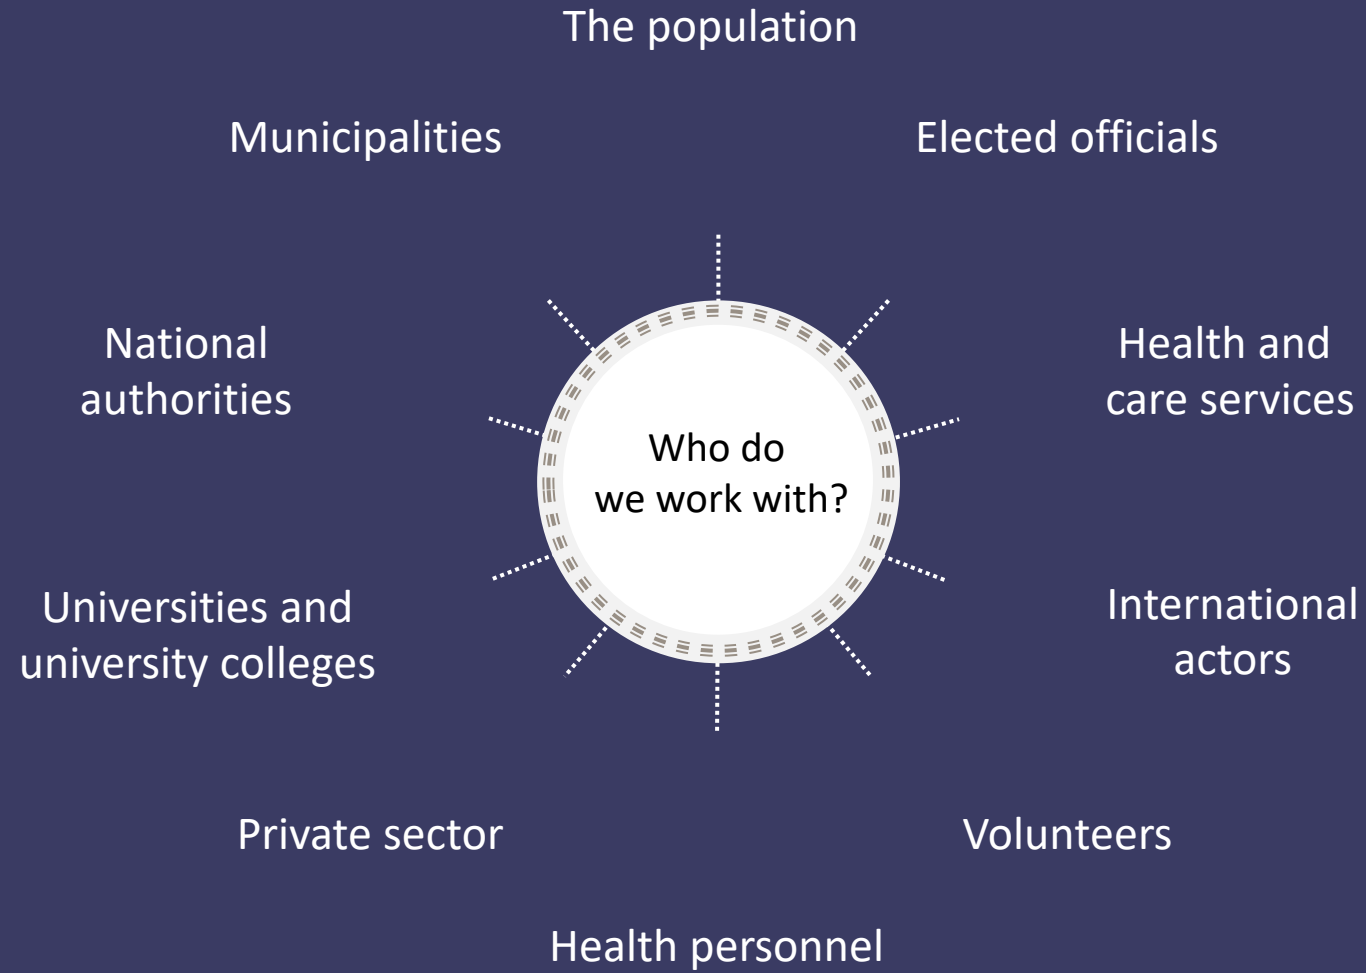 The population
Municipalities
Elected officials
National
authorities
Health and
care services
Who do
we work with?
Universities and
university colleges
International
actors
Private sector
Volunteers
Health personnel